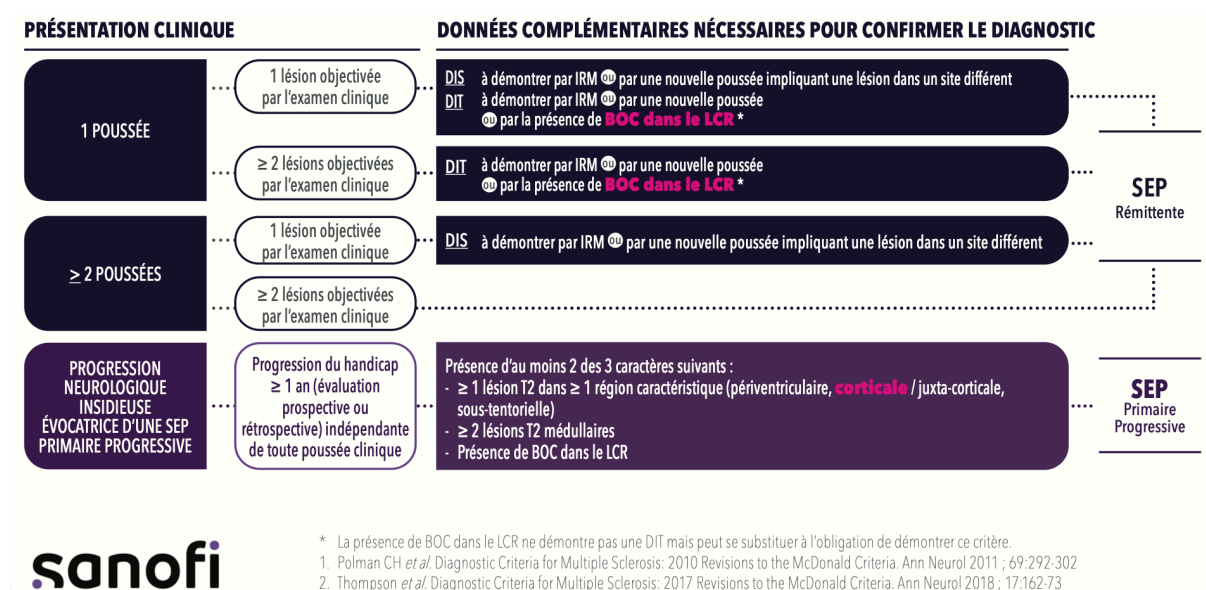 PRÉSENTATION CLINIQUE
DONNÉES COMPLÉMENTAIRES NÉCESSAIRES POUR CONFIRMER LE DIAGNOSTIC
1 POUSSÉE
1 lésion objectivée
par l'examen clinique
DIS à démontrer par IRM ou par une nouvelle poussée impliquant une lésion dans un site différent
DIT à démontrer par IRM ou par une nouvelle poussée
ou par la présence de BOC dans le LCR *
≥ 2 lésions objectivées
par l'examen clinique
DIT à démontrer par IRM ou par une nouvelle poussée
ou par la présence de BOC dans le LCR *
≥ 2 POUSSÉES
1 lésion objectivée
par l'examen clinique
DIS à démontrer par IRM ou par une nouvelle poussée impliquant une lésion dans un site différent
≥ 2 lésions objectivées
par l'examen clinique
SEP
Rémittente
PROGRESSION
NEUROLOGIQUE
INSIDIEUSE
ÉVOCATRICE D'UNE SEP
PRIMAIRE PROGRESSIVE
Progression du handicap
≥ 1 an (évaluation
prospective ou
rétrospective) indépendante
de toute poussée clinique
Présence d'au moins 2 des 3 caractères suivants :
- ≥ 1 lésion T2 dans ≥ 1 région caractéristique (périventriculaire, corticale / juxta-corticale,
sous-tentorielle)
- ≥ 2 lésions T2 médullaires
- Présence de BOC dans le LCR
SEP
Primaire
Progressive
sanofi
* La présence de BOC dans le LCR ne démontre pas une DIT mais peut se substituer à l'obligation de démontrer ce critère.
1. Polman CH et al. Diagnostic Criteria for Multiple Sclerosis: 2010 Revisions to the McDonald Criteria. Ann Neurol 2011 ; 69:292-302
2. Thompson et al. Diagnostic Criteria for Multiple Sclerosis: 2017 Revisions to the McDonald Criteria. Ann Neurol 2018 ; 17:162-73